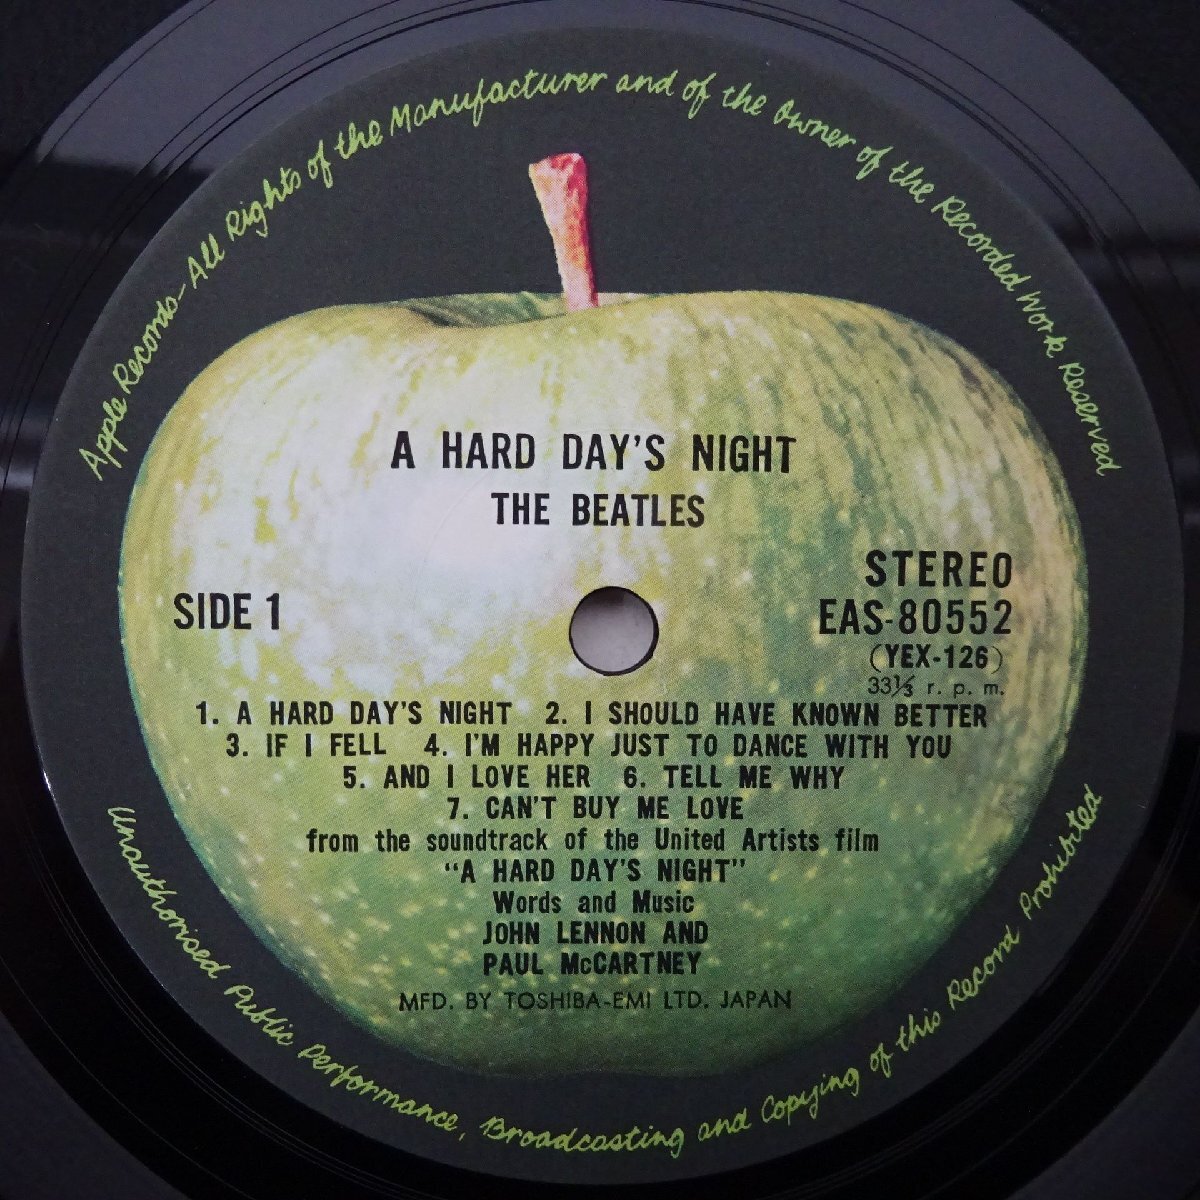 Apple Records – All Rights of the Manufacturer and of the Owner of the Recorded Work Reserved
A HARD DAY'S NIGHT
THE BEATLES
SIDE 1
STEREO
EAS-80552
(YEX-126)
33⅓ r. p. m.
1. A HARD DAY'S NIGHT 2. I SHOULD HAVE KNOWN BETTER
3. IF I FELL 4. I'M HAPPY JUST TO DANCE WITH YOU
5. AND I LOVE HER 6. TELL ME WHY
7. CAN'T BUY ME LOVE
from the soundtrack of the United Artists film
"A HARD DAY'S NIGHT"
Words and Music
JOHN LENNON AND
PAUL McCARTNEY
MFD. BY TOSHIBA-EMI LTD. JAPAN
Unauthorised Public Performance, Broadcasting and Copying of this Record Prohibited